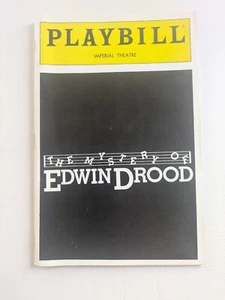 PLAYBILL
IMPERIAL THEATRE
THE MYSTERY OF
EDWIN DROOD